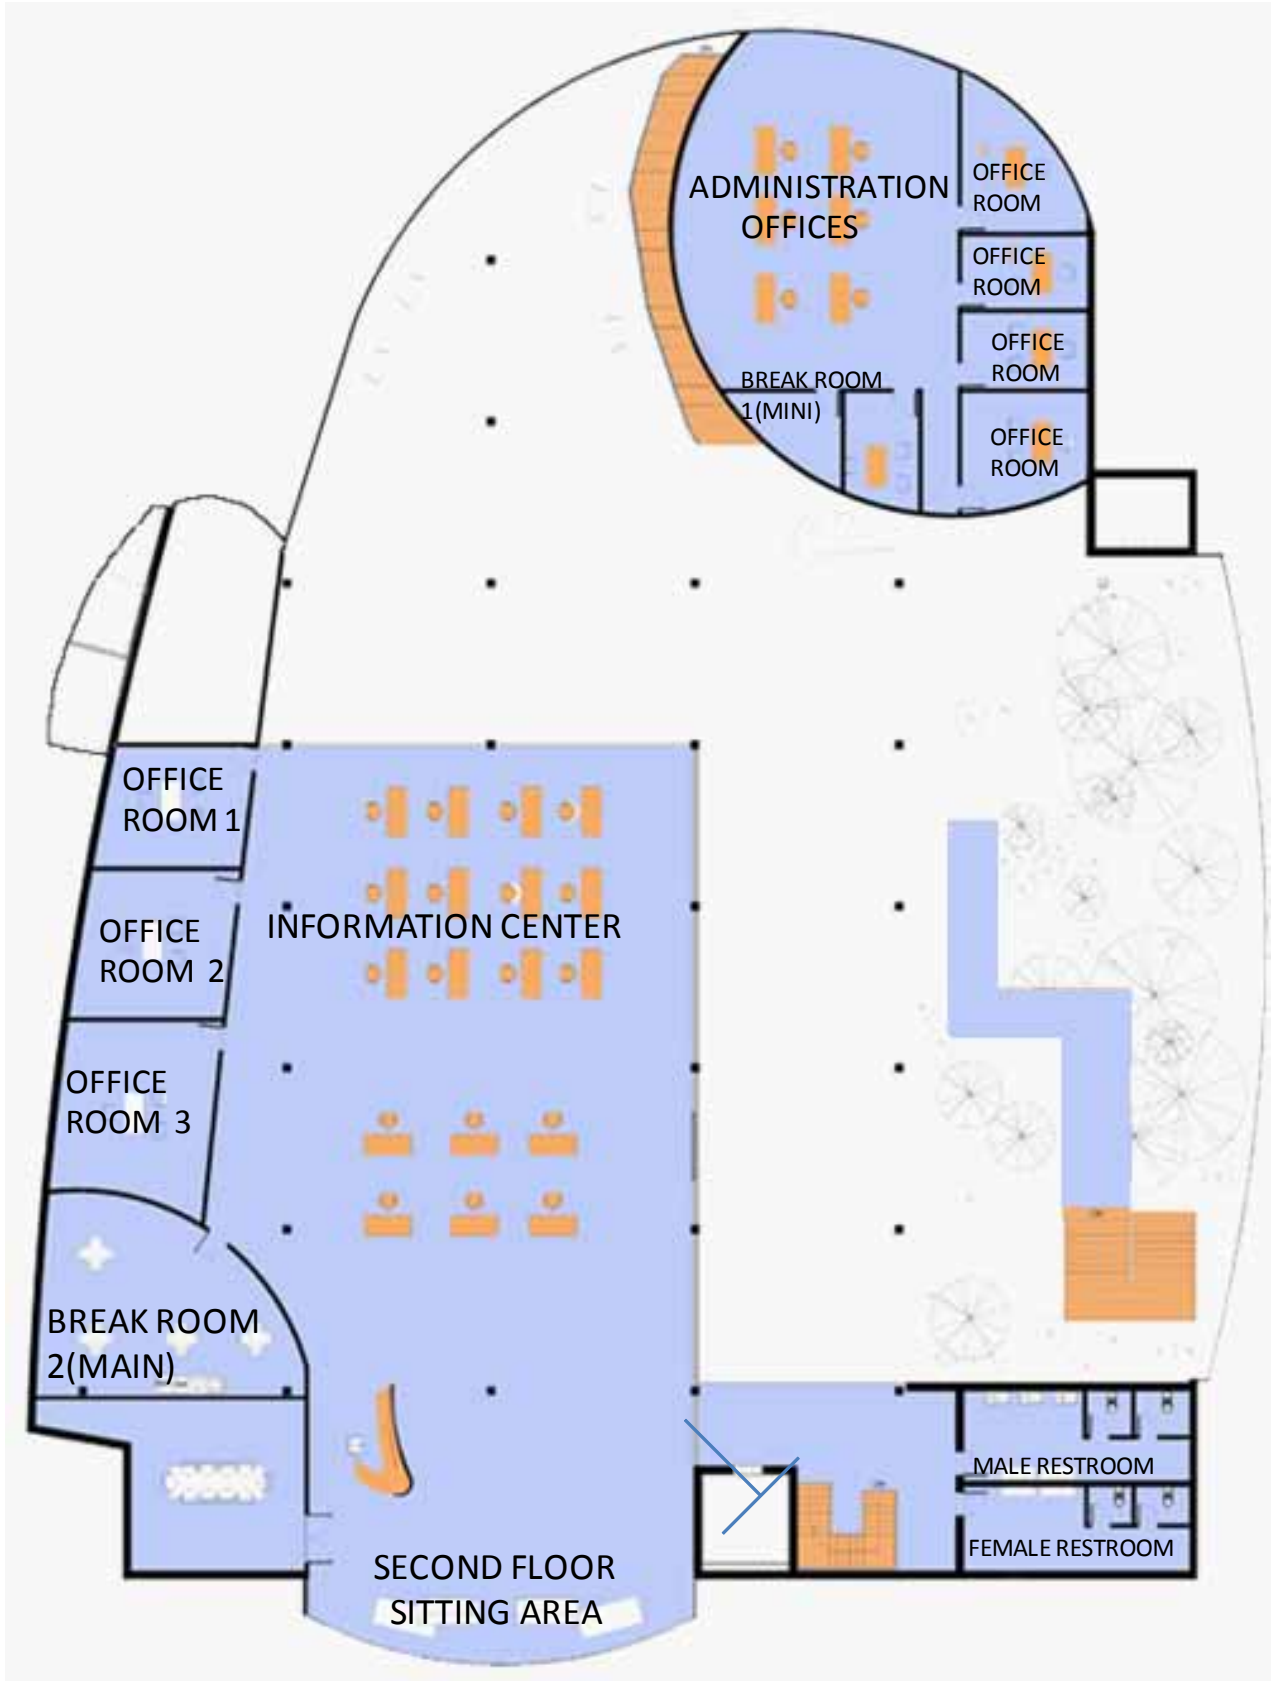 ADMINISTRATION
OFFICES
OFFICE
ROOM
OFFICE
ROOM
OFFICE
ROOM
BREAK ROOM
1(MINI)
OFFICE
ROOM
OFFICE
ROOM 1
OFFICE
ROOM 2
INFORMATION CENTER
OFFICE
ROOM 3
BREAK ROOM
2(MAIN)
MALE RESTROOM
FEMALE RESTROOM
SECOND FLOOR
SITTING AREA